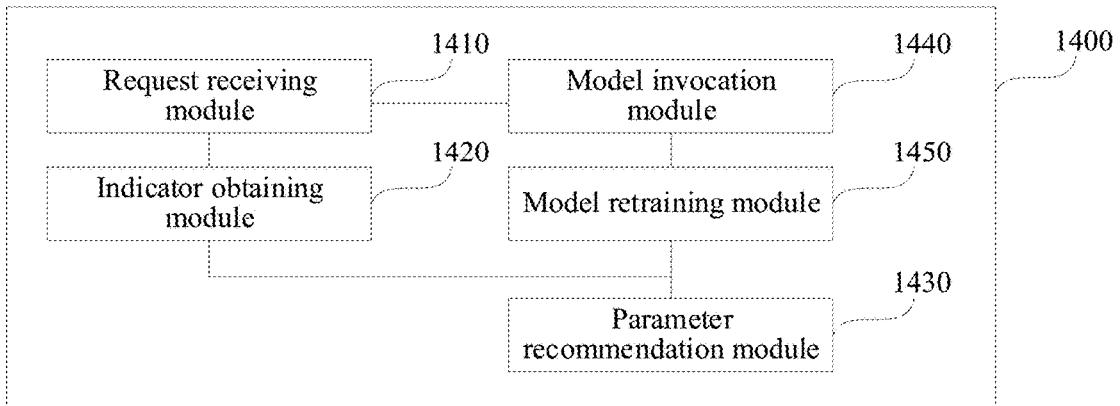 1410
1440
1400
Request receiving
module
Model invocation
module
1420
1450
Indicator obtaining
module
Model retraining module
1430
Parameter
recommendation module